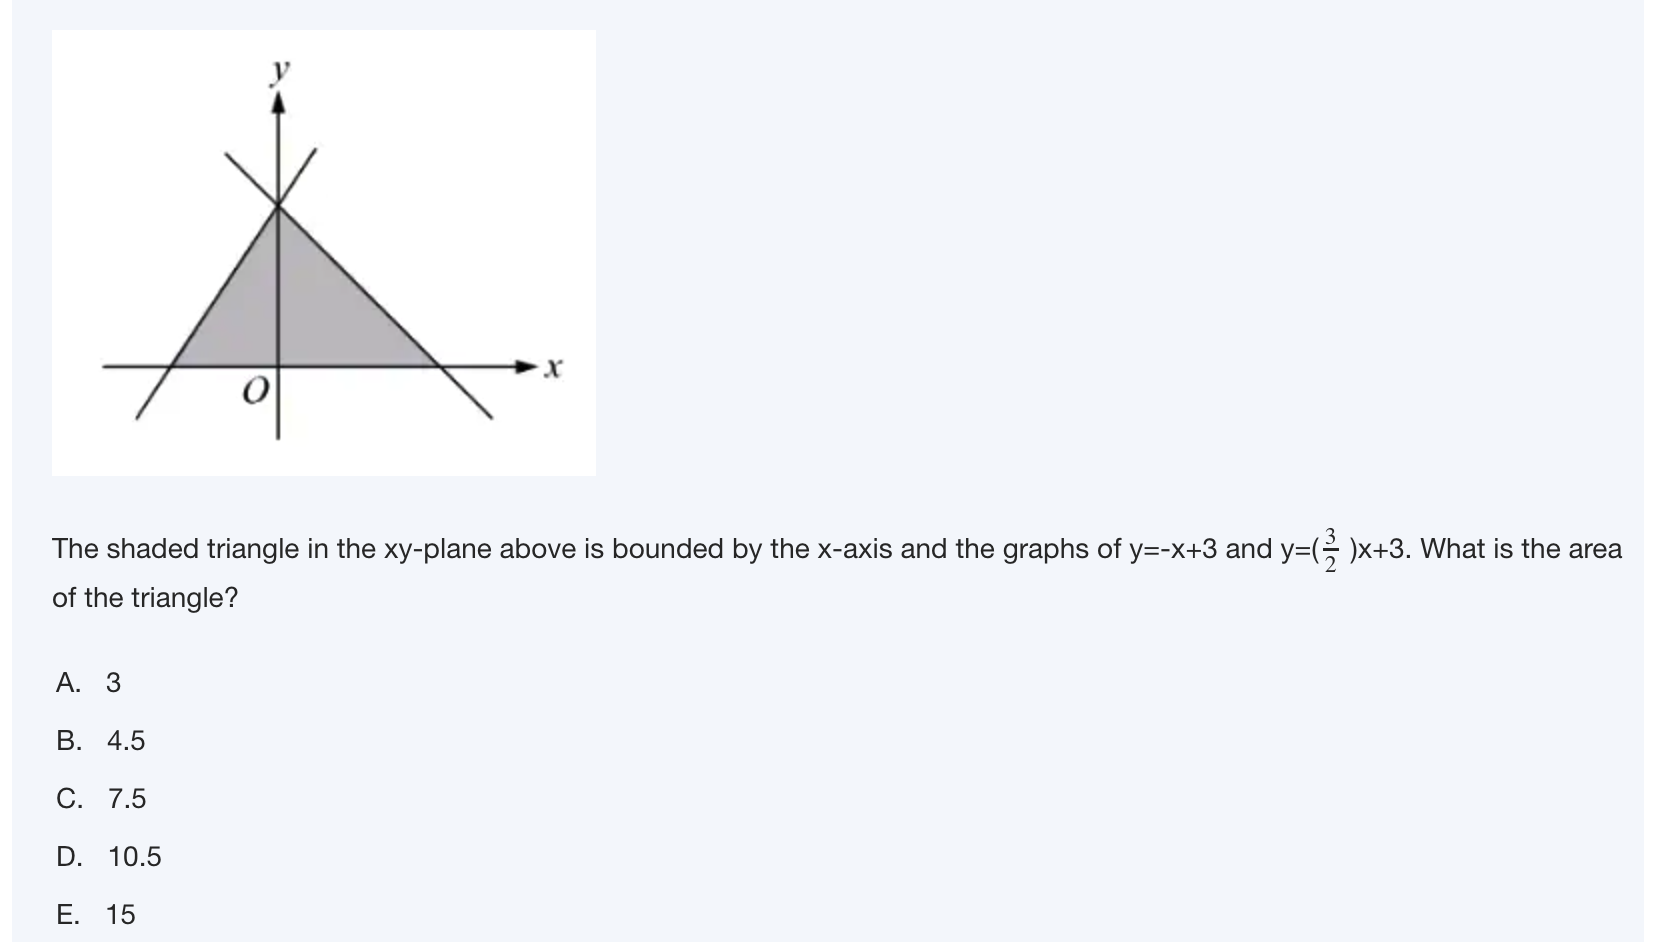 y
x
O
The shaded triangle in the xy-plane above is bounded by the x-axis and the graphs of y=-x+3 and y=(3/2 )x+3. What is the area
of the triangle?
A. 3
B. 4.5
C. 7.5
D. 10.5
E. 15